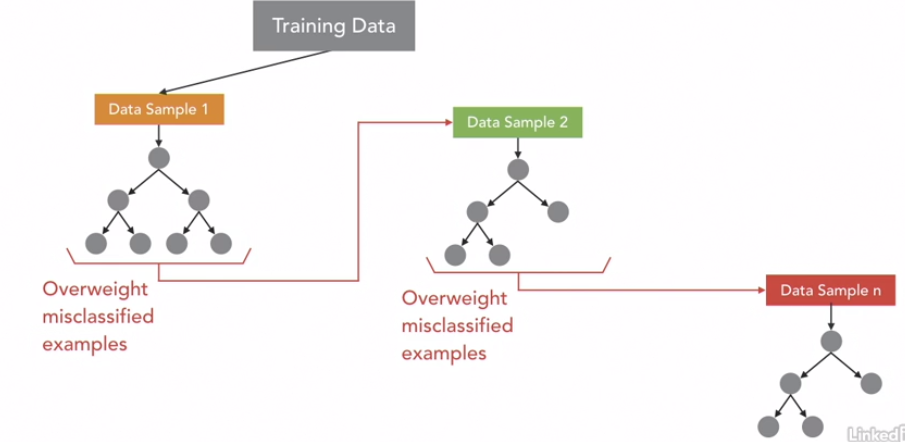 Training Data
Data Sample 1
Data Sample 2
Overweight
misclassified
examples
Overweight
misclassified
examples
Data Sample n
Linked